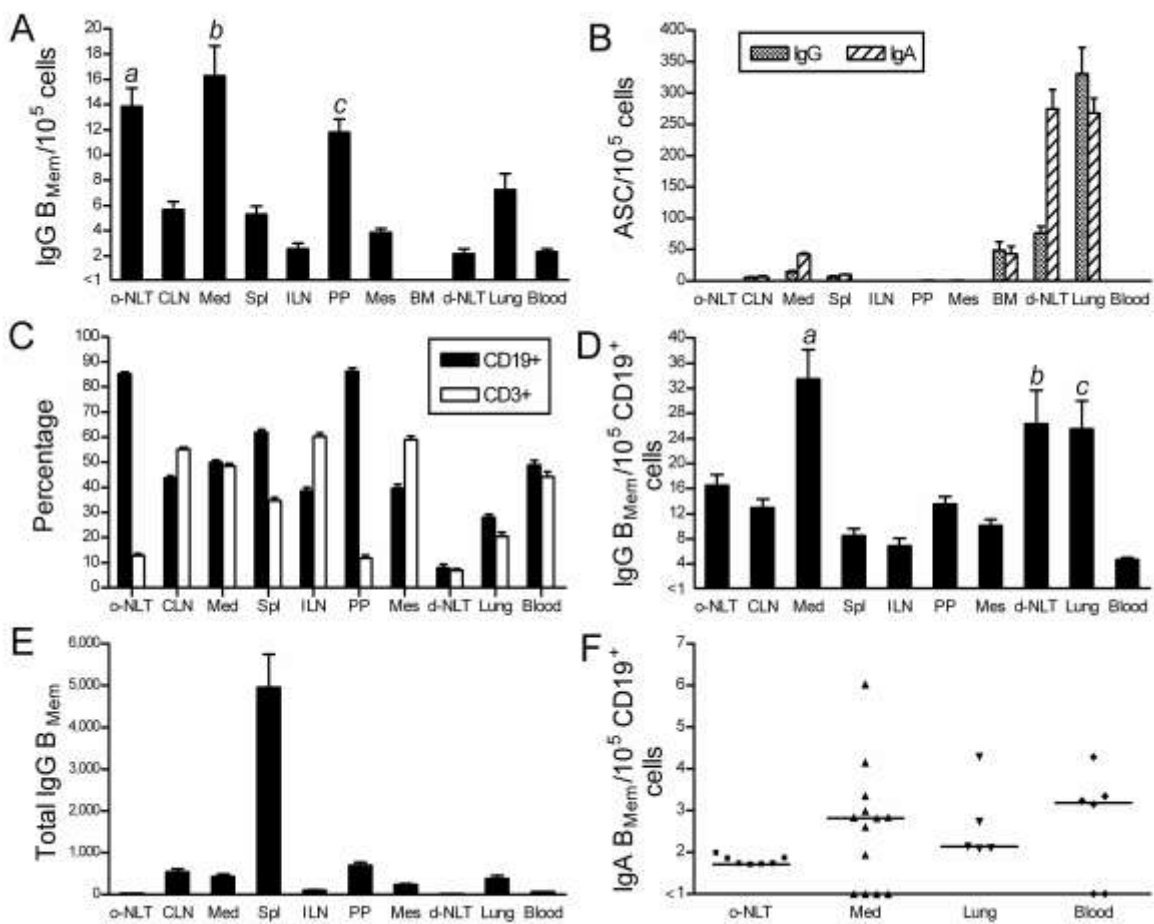 A
IgG B_Mem/10^5 cells
20
18
16
14
12
10
8
6
4
2
<1
a
b
c
o-NLT CLN Med Spl ILN PP Mes BM d-NLT Lung Blood
B
ASC/10^5 cells
400
350
300
250
200
150
100
50
0
IgG IgA
o-NLT CLN Med Spl ILN PP Mes BM d-NLT Lung Blood
C
Percentage
100
90
80
70
60
50
40
30
20
10
0
CD19+
CD3+
o-NLT CLN Med Spl ILN PP Mes d-NLT Lung Blood
D
IgG B_Mem/10^5 CD19^+
cells
40
36
32
28
24
20
16
12
8
4
<1
a
b
c
o-NLT CLN Med Spl ILN PP Mes d-NLT Lung Blood
E
Total IgG B_Mem
6,000
5,000
4,000
3,000
2,000
1,000
0
o-NLT CLN Med Spl ILN PP Mes d-NLT Lung Blood
F
IgA B_Mem/10^5 CD19^+
cells
7
6
5
4
3
2
<1
o-NLT Med Lung Blood